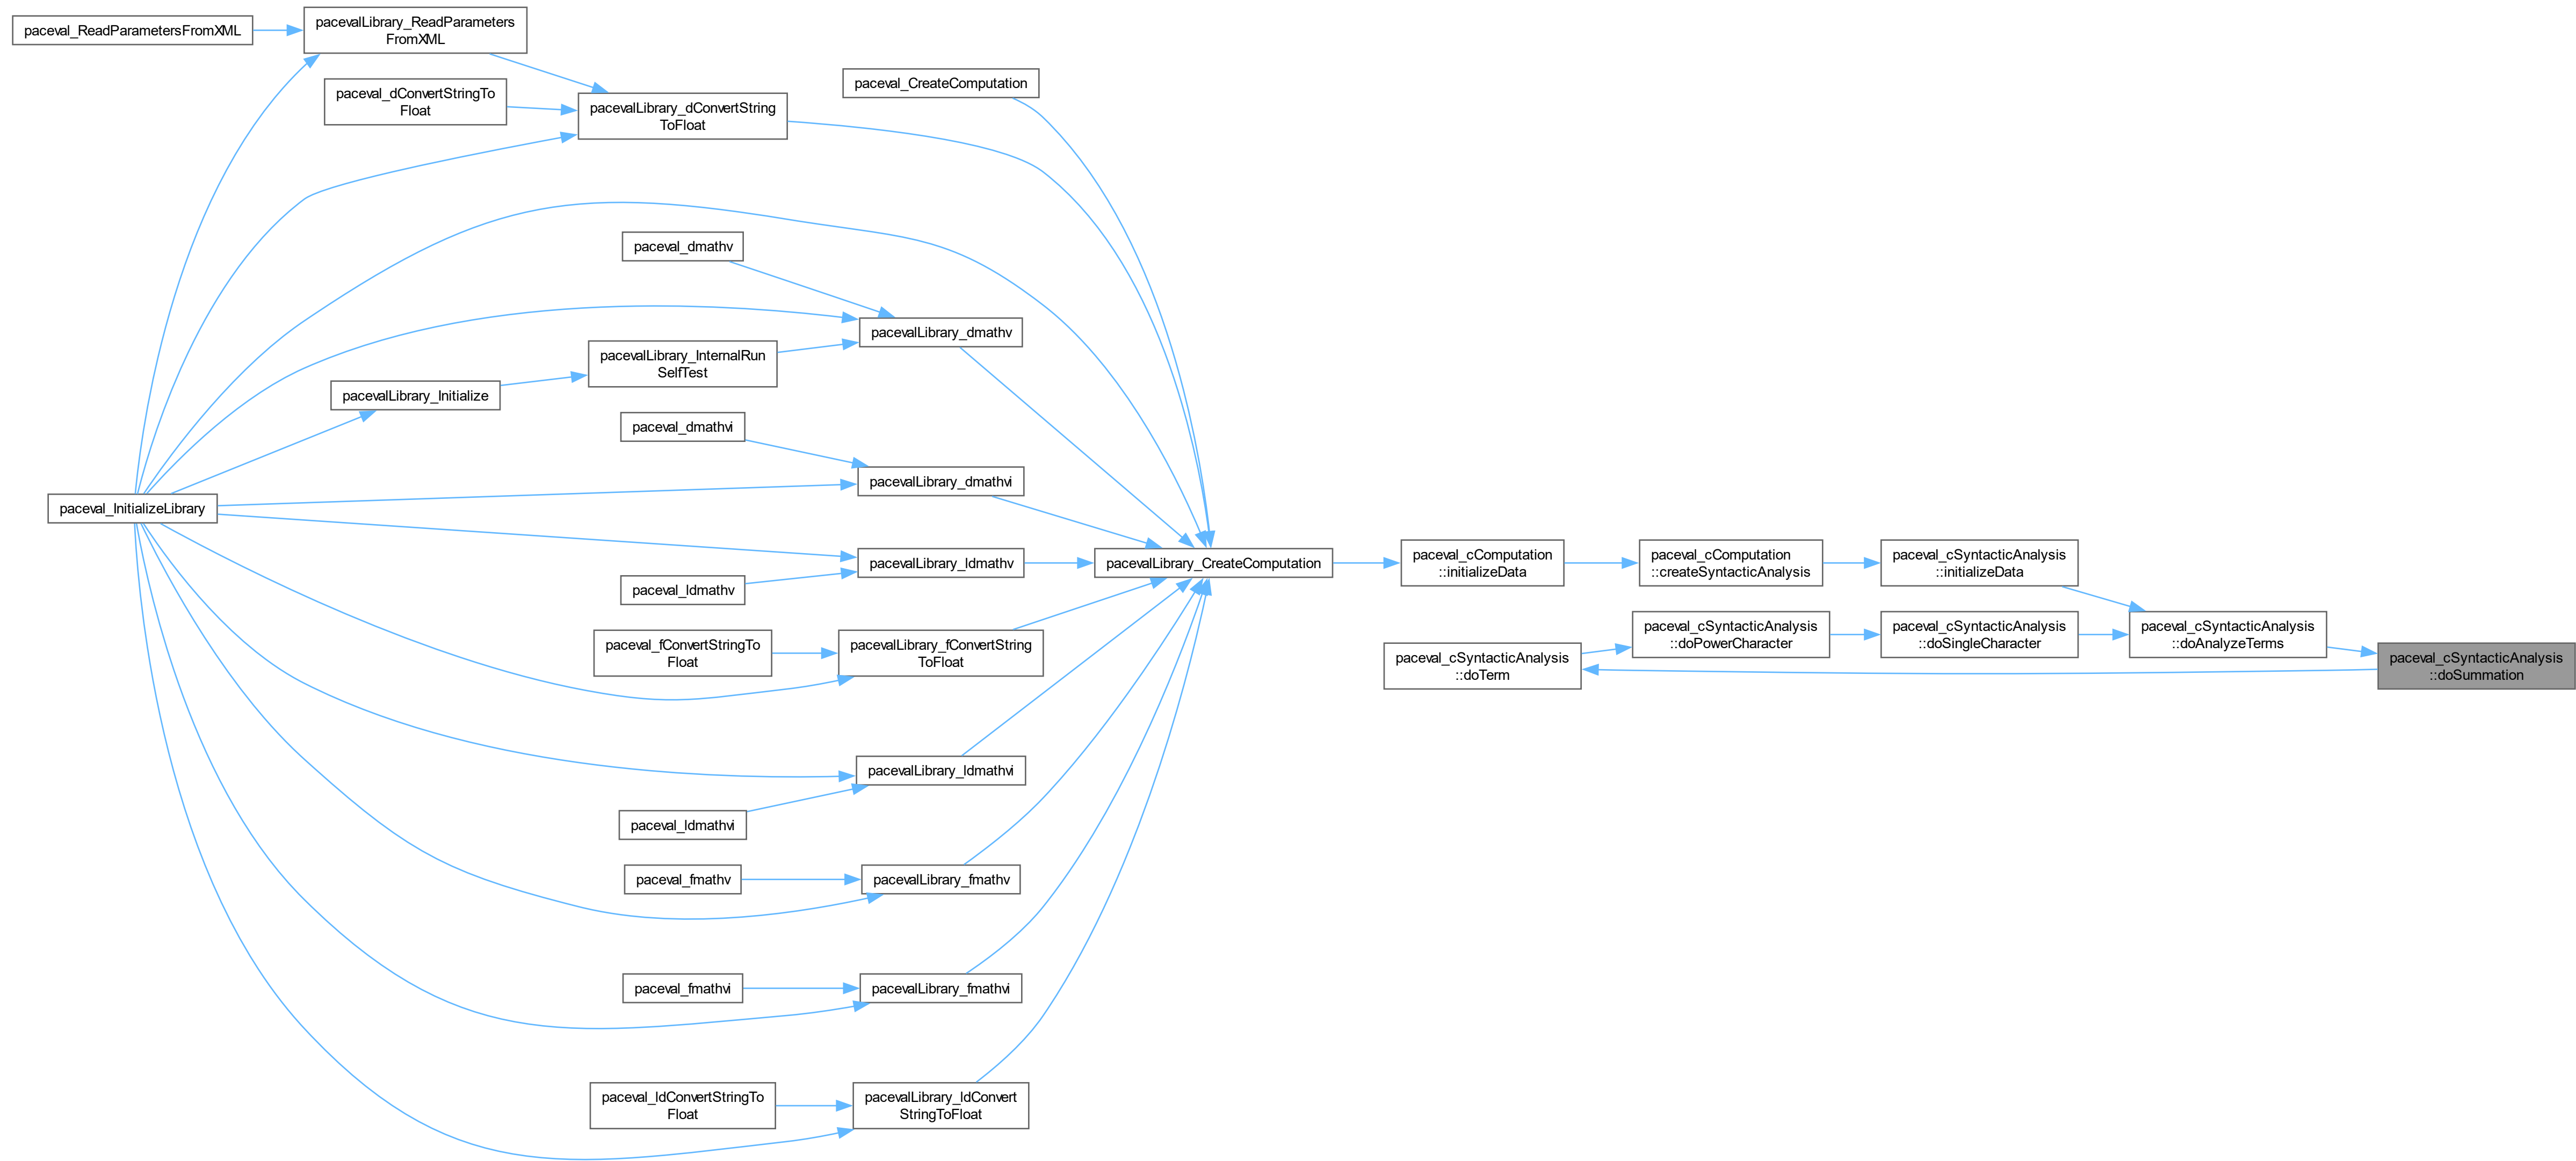 paceval_ReadParametersFromXML
pacevalLibrary_ReadParameters
FromXML
paceval_dConvertStringTo
Float
pacevalLibrary_dConvertString
ToFloat
paceval_CreateComputation
paceval_dmathv
pacevalLibrary_dmathv
pacevalLibrary_InternalRun
SelfTest
pacevalLibrary_Initialize
paceval_dmathvi
pacevalLibrary_dmathvi
paceval_InitializeLibrary
pacevalLibrary_ldmathv
paceval_ldmathv
pacevalLibrary_CreateComputation
paceval_cComputation
::initializeData
paceval_cComputation
::createSyntacticAnalysis
paceval_cSyntacticAnalysis
::initializeData
paceval_fConvertStringTo
Float
pacevalLibrary_fConvertString
ToFloat
paceval_cSyntacticAnalysis
::doTerm
paceval_cSyntacticAnalysis
::doPowerCharacter
paceval_cSyntacticAnalysis
::doSingleCharacter
paceval_cSyntacticAnalysis
::doAnalyzeTerms
paceval_cSyntacticAnalysis
::doSummation
pacevalLibrary_ldmathvi
paceval_ldmathvi
paceval_fmathv
pacevalLibrary_fmathv
paceval_fmathvi
pacevalLibrary_fmathvi
paceval_ldConvertStringTo
Float
pacevalLibrary_ldConvert
StringToFloat